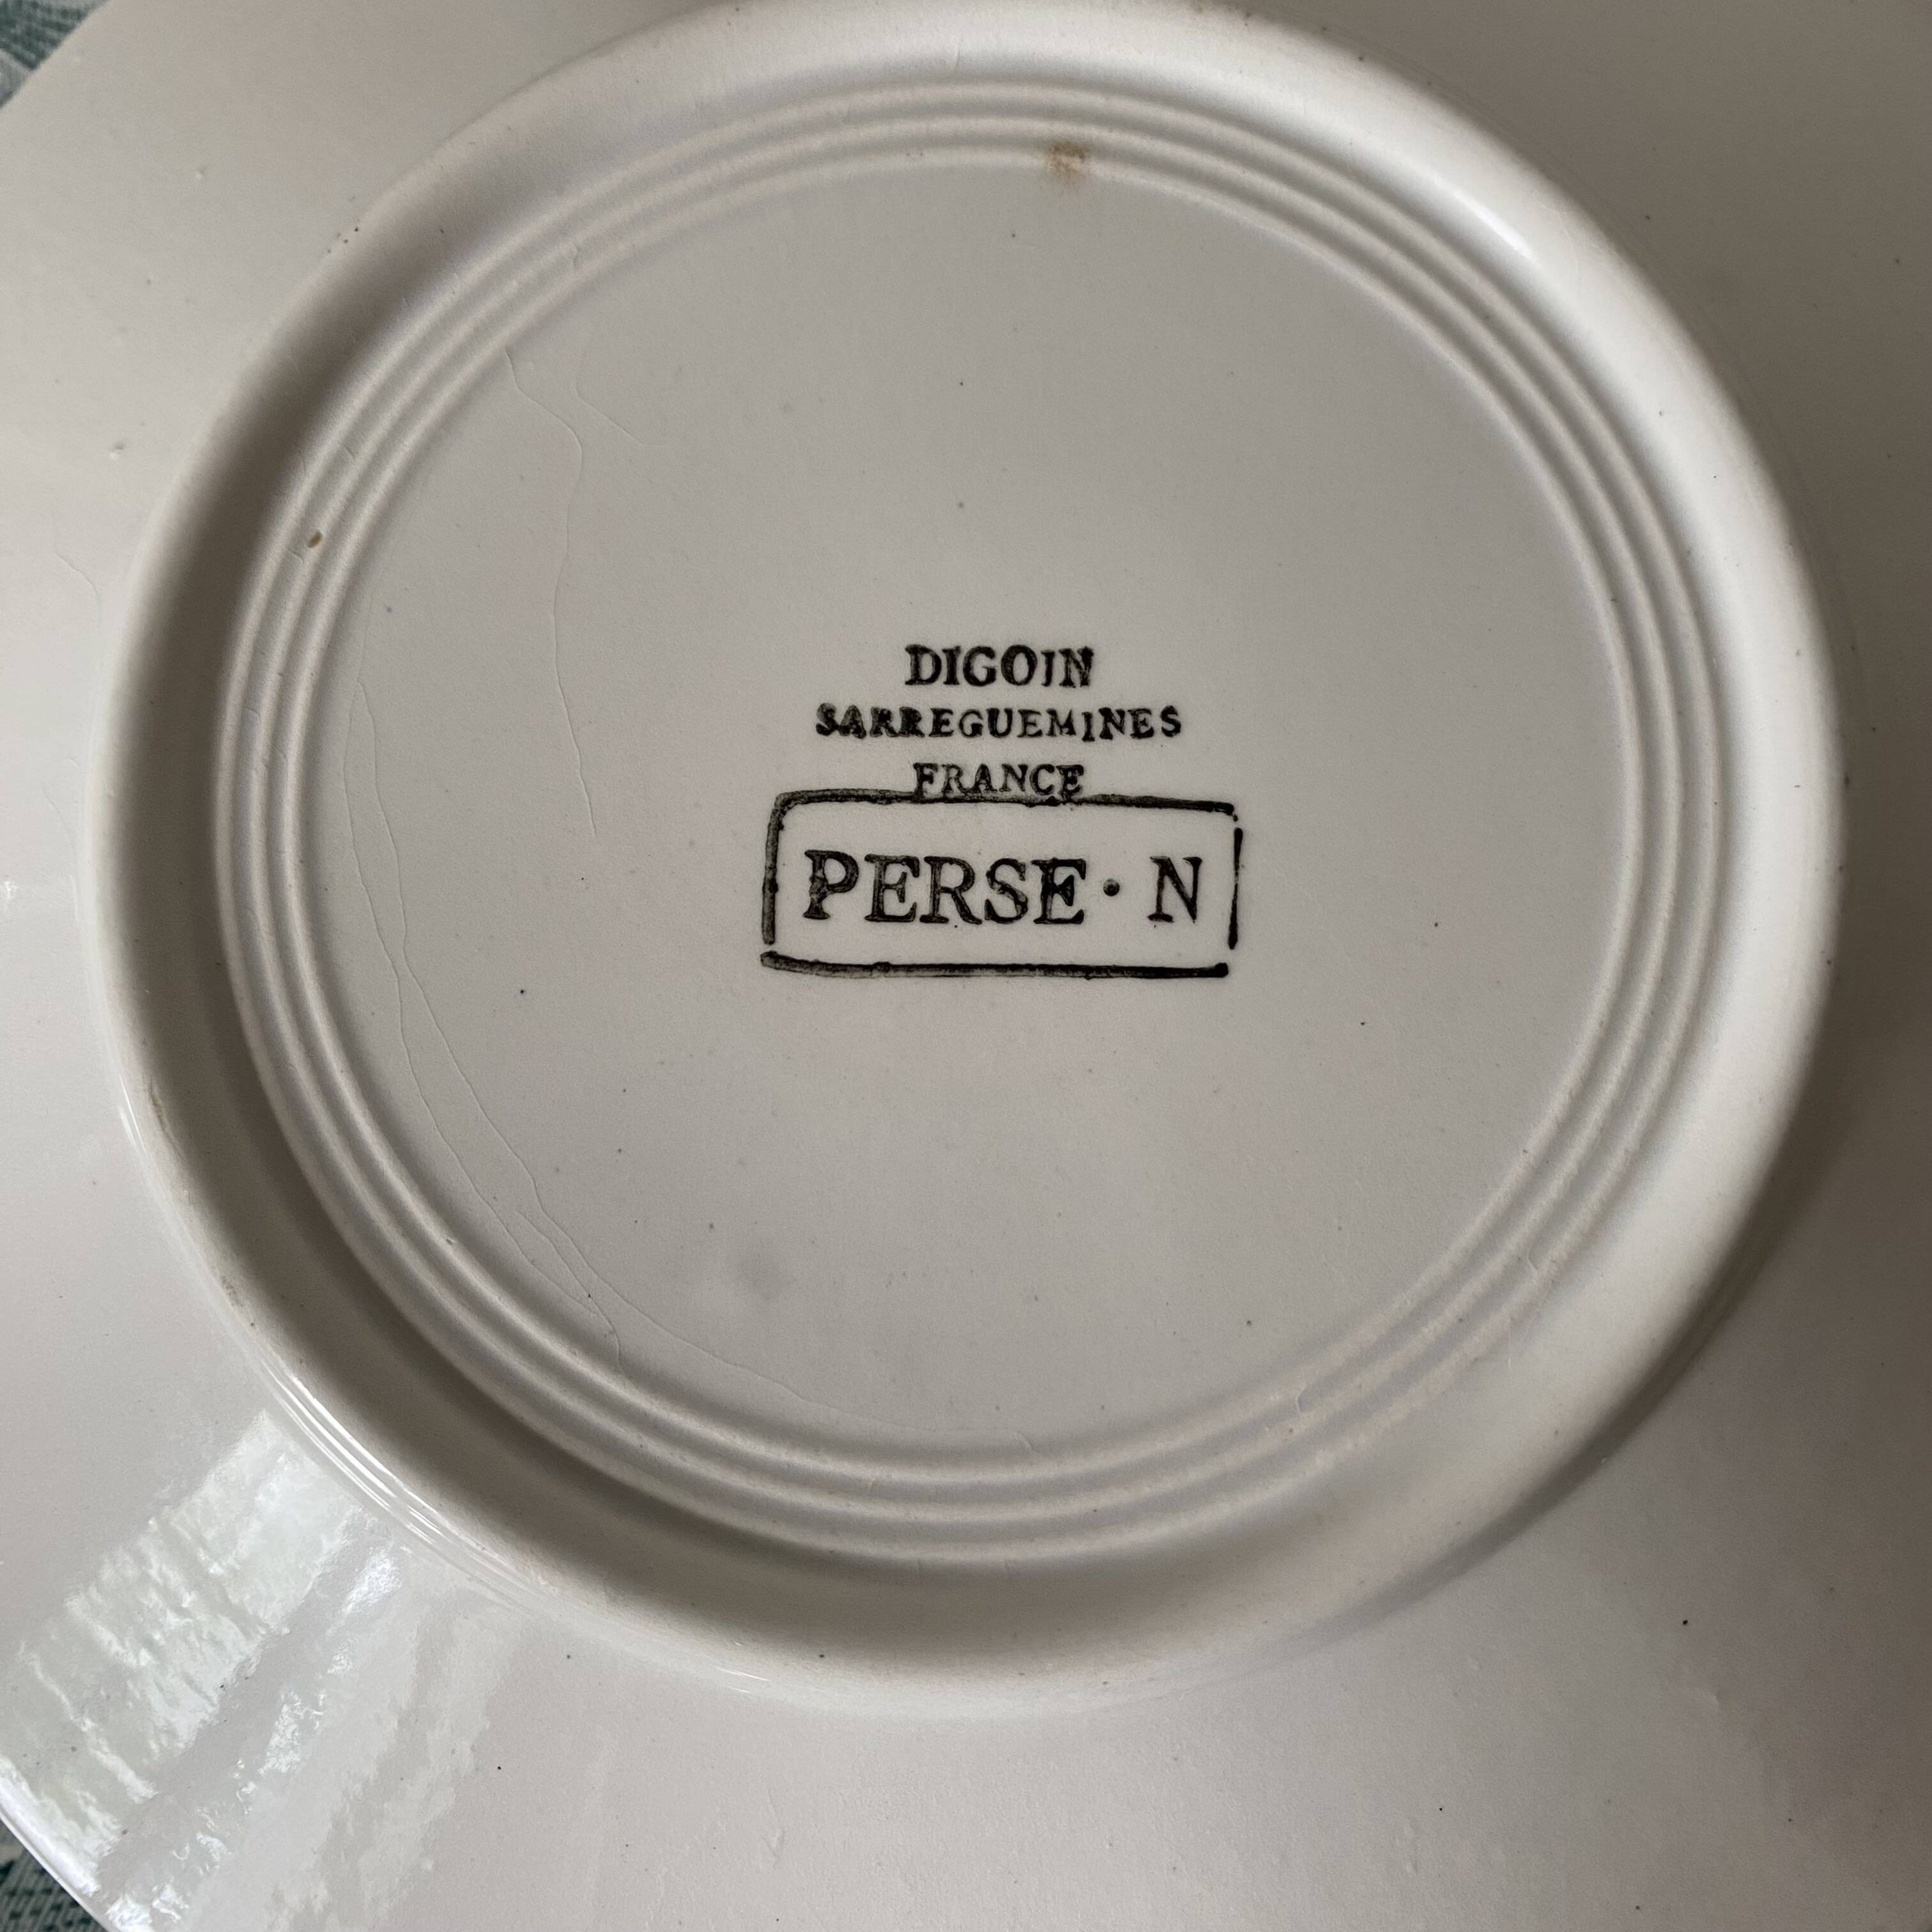 DIGOIN
SARREGUEMINES
FRANCE
PERSE · N